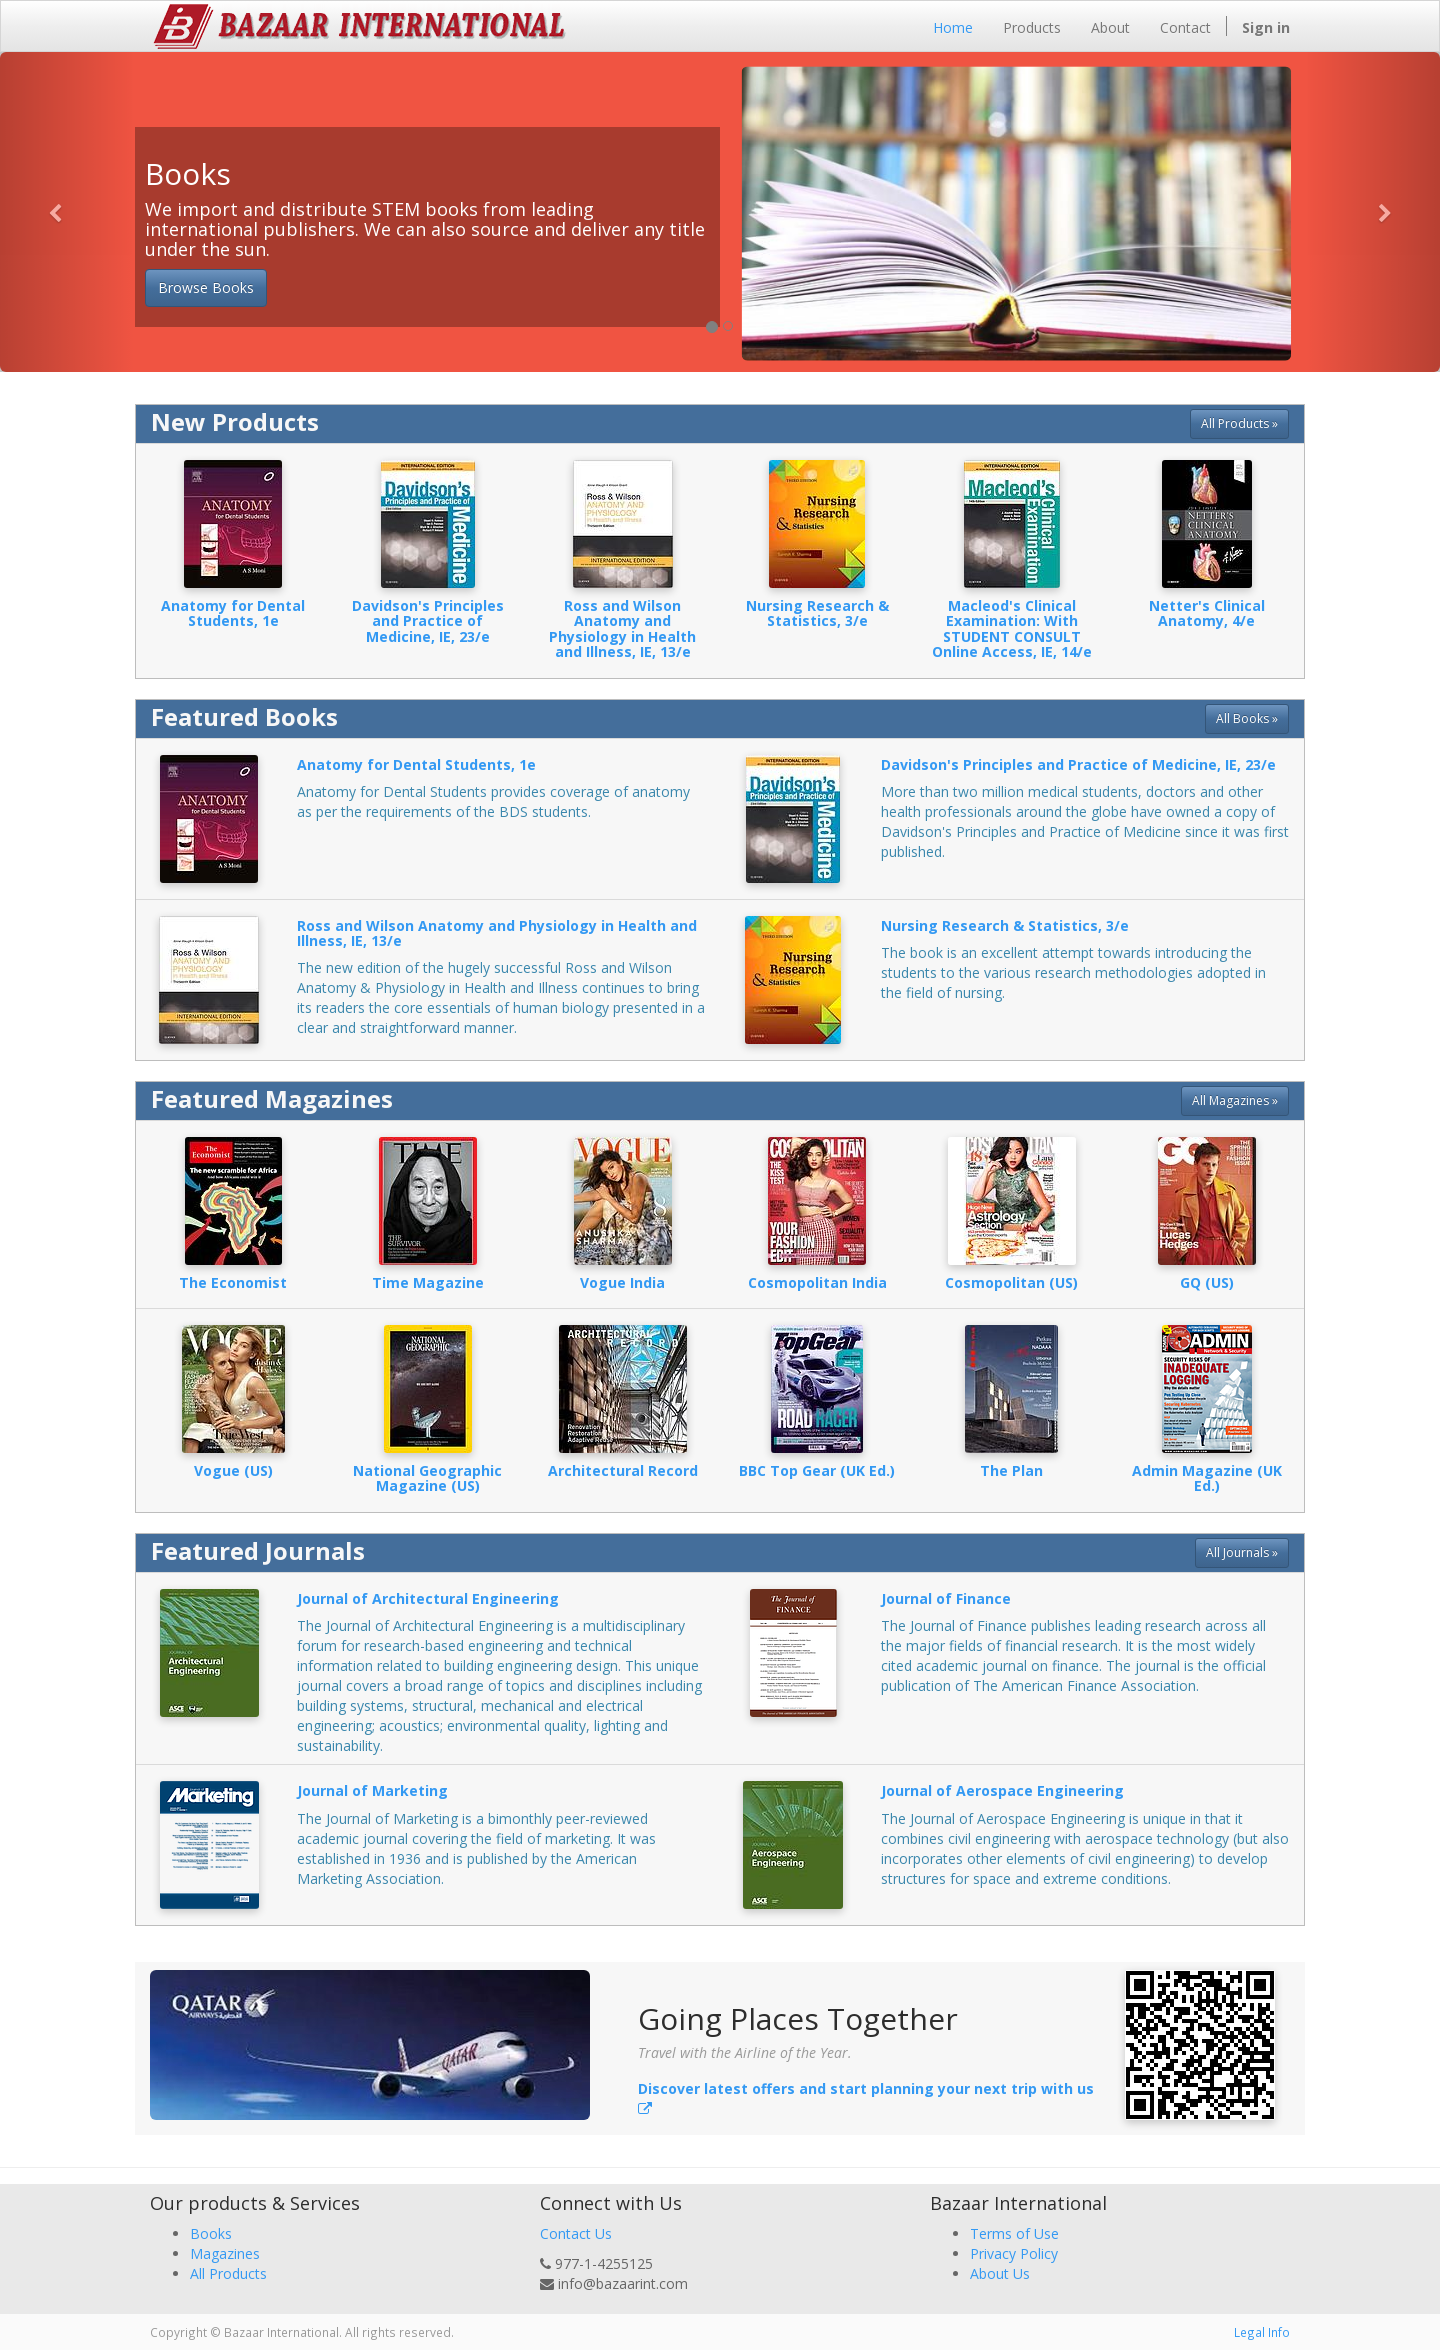 BAZAAR INTERNATIONAL
Home Products About Contact Sign in
Books
We import and distribute STEM books from leading
international publishers. We can also source and deliver any title
under the sun.
Browse Books
New Products
All Products »
Anatomy for Dental
Students, 1e
Davidson's Principles
and Practice of
Medicine, IE, 23/e
Ross and Wilson
Anatomy and
Physiology in Health
and Illness, IE, 13/e
Nursing Research &
Statistics, 3/e
Macleod's Clinical
Examination: With
STUDENT CONSULT
Online Access, IE, 14/e
Netter's Clinical
Anatomy, 4/e
Featured Books
All Books »
Anatomy for Dental Students, 1e
Anatomy for Dental Students provides coverage of anatomy
as per the requirements of the BDS students.
Davidson's Principles and Practice of Medicine, IE, 23/e
More than two million medical students, doctors and other
health professionals around the globe have owned a copy of
Davidson's Principles and Practice of Medicine since it was first
published.
Ross and Wilson Anatomy and Physiology in Health and
Illness, IE, 13/e
The new edition of the hugely successful Ross and Wilson
Anatomy & Physiology in Health and Illness continues to bring
its readers the core essentials of human biology presented in a
clear and straightforward manner.
Nursing Research & Statistics, 3/e
The book is an excellent attempt towards introducing the
students to the various research methodologies adopted in
the field of nursing.
Featured Magazines
All Magazines »
The Economist
Time Magazine
Vogue India
Cosmopolitan India
Cosmopolitan (US)
GQ (US)
Vogue (US)
National Geographic
Magazine (US)
Architectural Record
BBC Top Gear (UK Ed.)
The Plan
Admin Magazine (UK
Ed.)
Featured Journals
All Journals »
Journal of Architectural Engineering
The Journal of Architectural Engineering is a multidisciplinary
forum for research-based engineering and technical
information related to building engineering design. This unique
journal covers a broad range of topics and disciplines including
building systems, structural, mechanical and electrical
engineering; acoustics; environmental quality, lighting and
sustainability.
Journal of Finance
The Journal of Finance publishes leading research across all
the major fields of financial research. It is the most widely
cited academic journal on finance. The journal is the official
publication of The American Finance Association.
Journal of Marketing
The Journal of Marketing is a bimonthly peer-reviewed
academic journal covering the field of marketing. It was
established in 1936 and is published by the American
Marketing Association.
Journal of Aerospace Engineering
The Journal of Aerospace Engineering is unique in that it
combines civil engineering with aerospace technology (but also
incorporates other elements of civil engineering) to develop
structures for space and extreme conditions.
QATAR
AIRWAYS القطرية
QATAR
Going Places Together
Travel with the Airline of the Year.
Discover latest offers and start planning your next trip with us
Our products & Services
Books
Magazines
All Products
Connect with Us
Contact Us
977-1-4255125
info@bazaarint.com
Bazaar International
Terms of Use
Privacy Policy
About Us
Copyright © Bazaar International. All rights reserved.
Legal Info